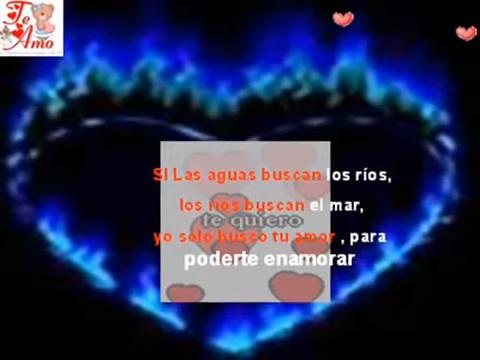 Te
Amo
SI Las aguas buscan los ríos,
los ríos buscan el mar,
te quiero
yo solo busco tu amor , para
poderte enamorar